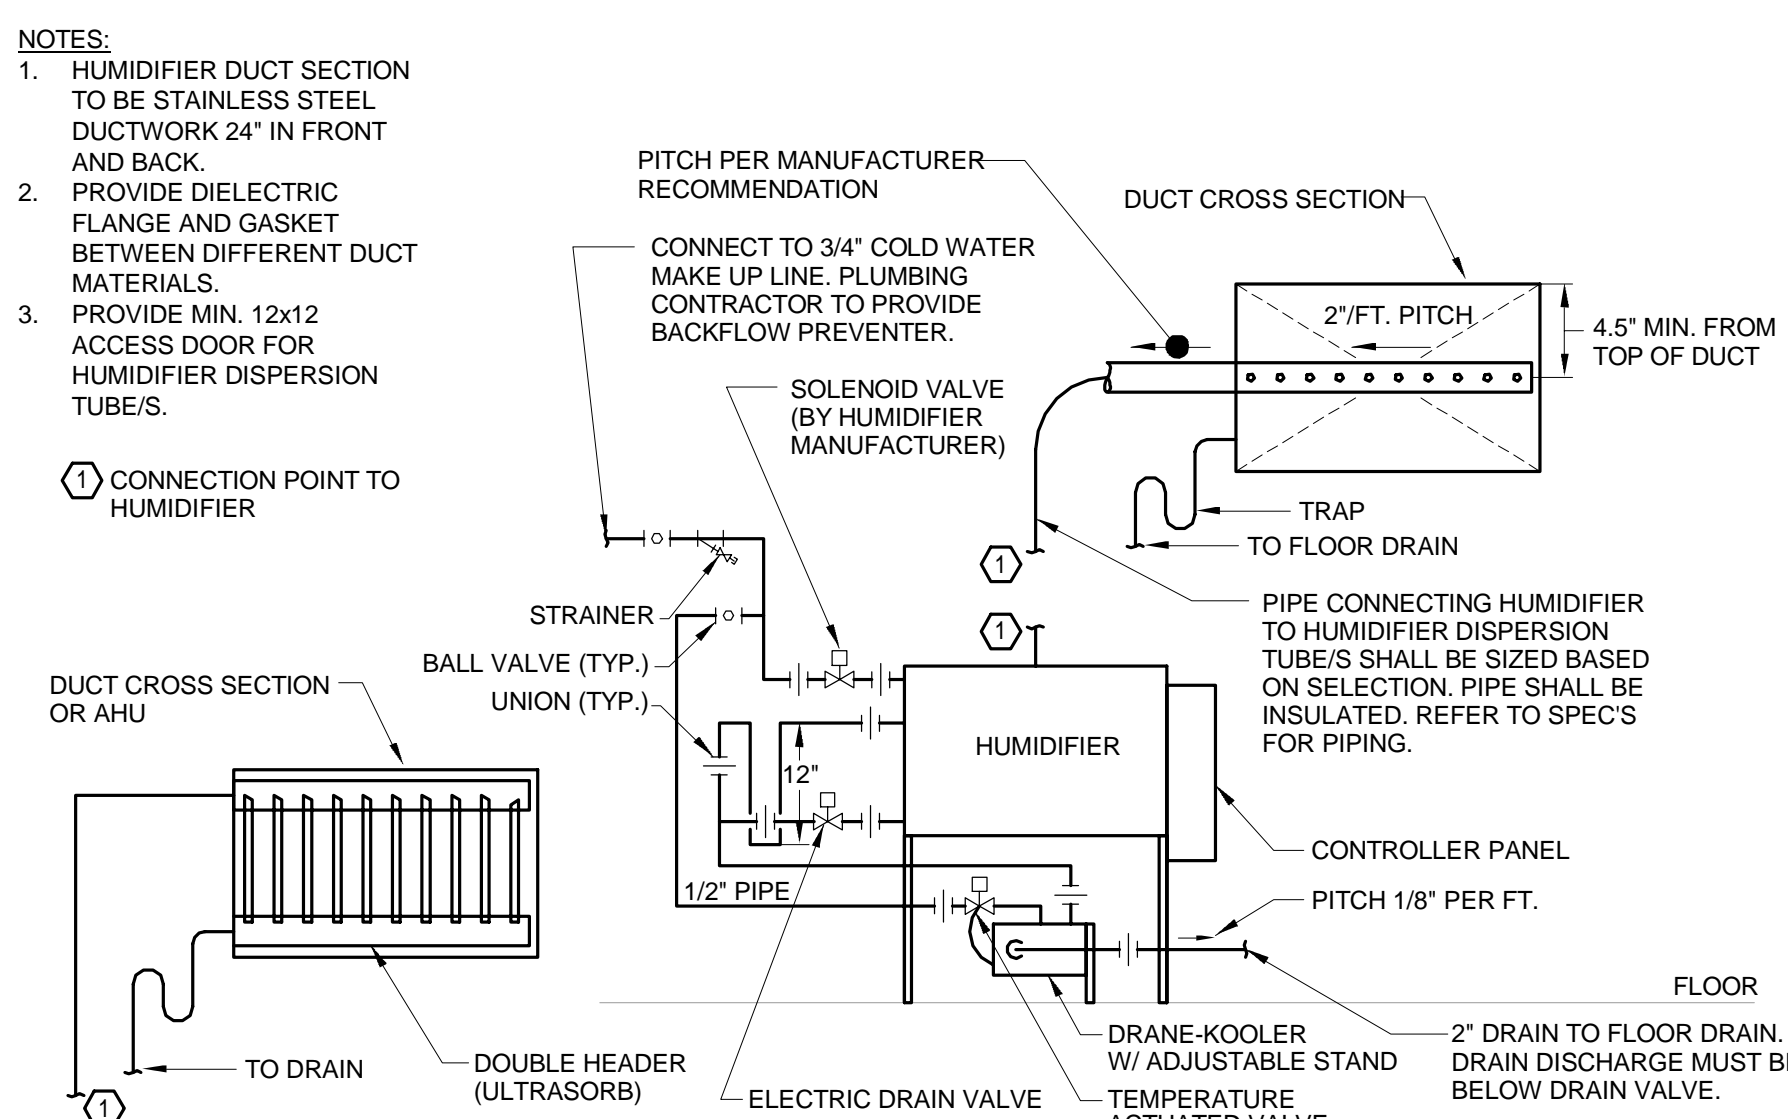 NOTES:
1. HUMIDIFIER DUCT SECTION
TO BE STAINLESS STEEL
DUCTWORK 24" IN FRONT
AND BACK.
2. PROVIDE DIELECTRIC
FLANGE AND GASKET
BETWEEN DIFFERENT DUCT
MATERIALS.
3. PROVIDE MIN. 12x12
ACCESS DOOR FOR
HUMIDIFIER DISPERSION
TUBE/S.
1 CONNECTION POINT TO
HUMIDIFIER
PITCH PER MANUFACTURER
RECOMMENDATION
CONNECT TO 3/4" COLD WATER
MAKE UP LINE. PLUMBING
CONTRACTOR TO PROVIDE
BACKFLOW PREVENTER.
SOLENOID VALVE
(BY HUMIDIFIER
MANUFACTURER)
DUCT CROSS SECTION
2"/FT. PITCH
4.5" MIN. FROM
TOP OF DUCT
TRAP
TO FLOOR DRAIN
1
1
PIPE CONNECTING HUMIDIFIER
TO HUMIDIFIER DISPERSION
TUBE/S SHALL BE SIZED BASED
ON SELECTION. PIPE SHALL BE
INSULATED. REFER TO SPEC'S
FOR PIPING.
STRAINER
BALL VALVE (TYP.)
UNION (TYP.)
12"
HUMIDIFIER
CONTROLLER PANEL
1/2" PIPE
PITCH 1/8" PER FT.
FLOOR
DUCT CROSS SECTION
OR AHU
TO DRAIN
1
DOUBLE HEADER
(ULTRASORB)
ELECTRIC DRAIN VALVE
DRANE-KOOLER
W/ ADJUSTABLE STAND
TEMPERATURE
ACTUATED VALVE
2" DRAIN TO FLOOR DRAIN.
DRAIN DISCHARGE MUST BE
BELOW DRAIN VALVE.